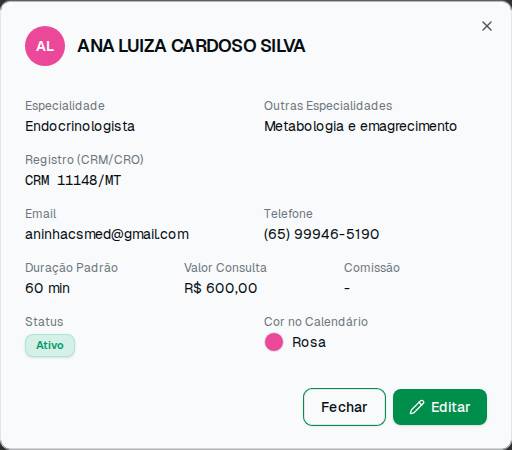 AL
ANA LUIZA CARDOSO SILVA
Especialidade
Outras Especialidades
Endocrinologista
Metabologia e emagrecimento
Registro (CRM/CRO)
CRM 11148/MT
Email
Telefone
aninhacsmed@gmail.com
(65) 99946-5190
Duração Padrão
Valor Consulta
Comissão
60 min
R$ 600,00
-
Status
Cor no Calendário
Ativo
Rosa
Fechar
Editar